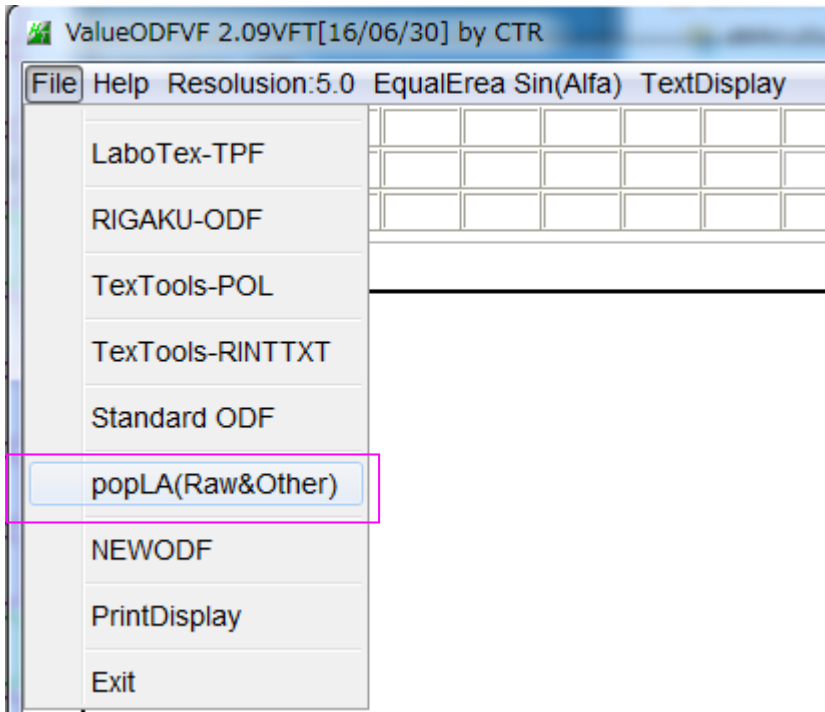 ValueODFVF 2.09VFT[16/06/30] by CTR
File Help Resolusion:5.0 EqualErea Sin(Alfa) TextDisplay
LaboTex-TPF
RIGAKU-ODF
TexTools-POL
TexTools-RINTTXT
Standard ODF
popLA(Raw&Other)
NEWODF
PrintDisplay
Exit